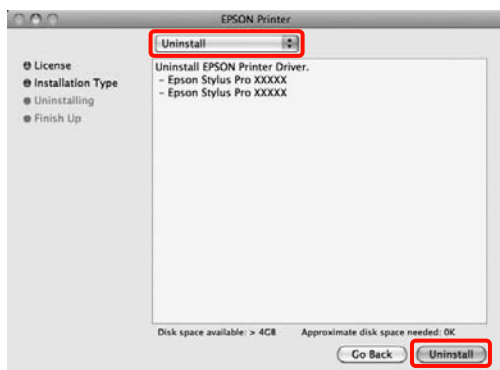 EPSON Printer
Uninstall
License
Installation Type
Uninstalling
Finish Up
Uninstall EPSON Printer Driver.
- Epson Stylus Pro XXXXX
- Epson Stylus Pro XXXXX
Disk space available: > 4GB Approximate disk space needed: 0K
Go Back Uninstall